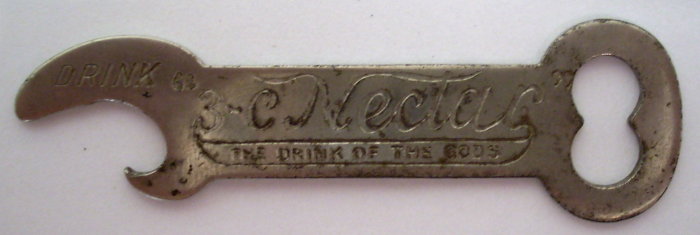 DRINK "3-C Nectar"
THE DRINK OF THE GODS